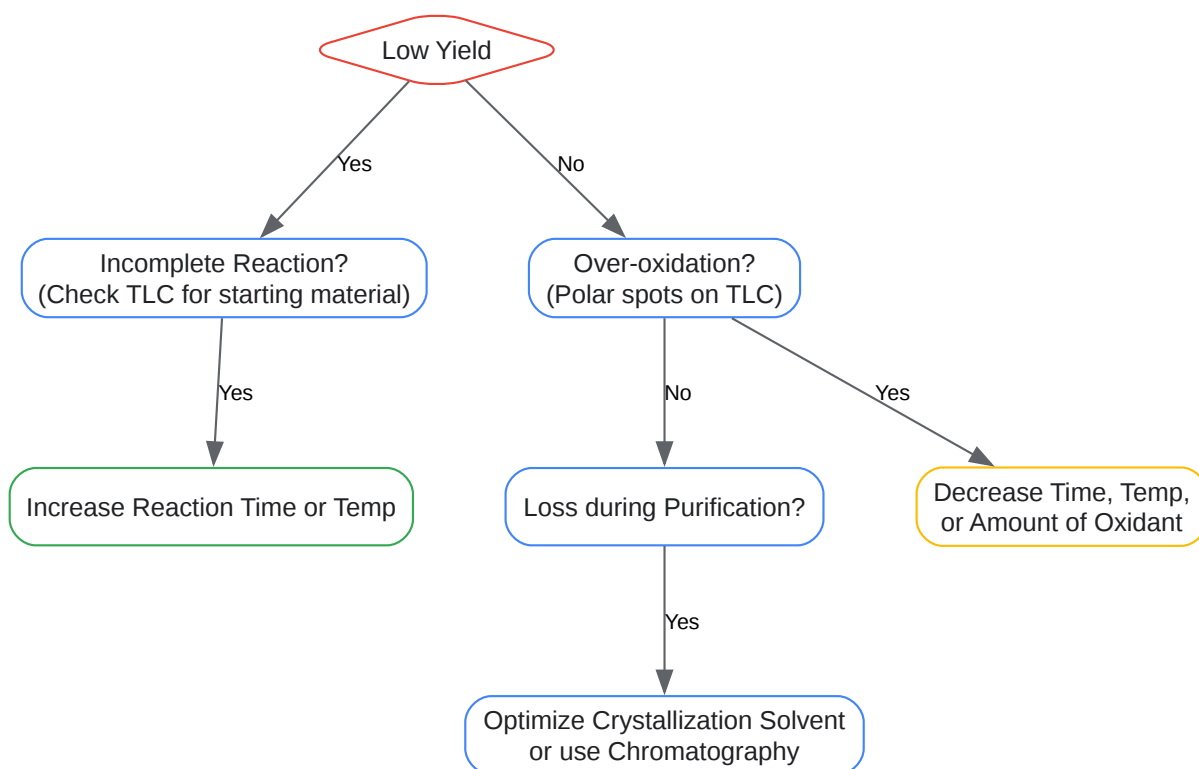 Low Yield
Yes
No
Incomplete Reaction?
(Check TLC for starting material)
Over-oxidation?
(Polar spots on TLC)
Yes
No
Yes
Increase Reaction Time or Temp
Loss during Purification?
Decrease Time, Temp,
or Amount of Oxidant
Yes
Optimize Crystallization Solvent
or use Chromatography